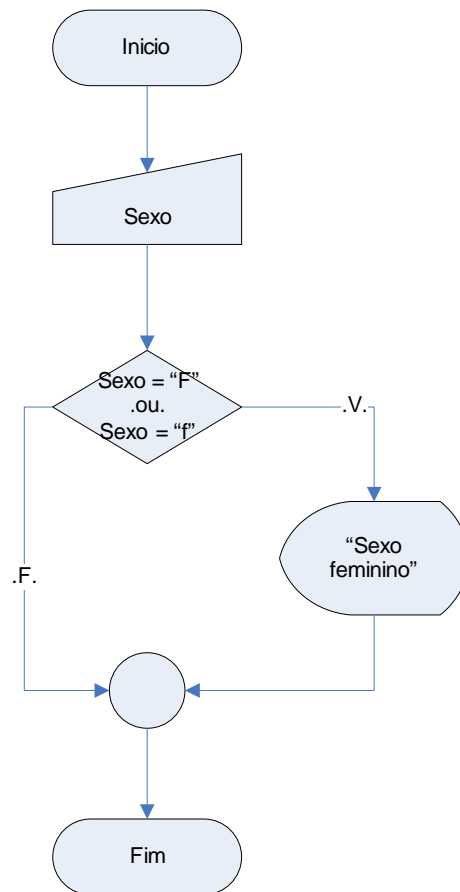 Inicio
Sexo
Sexo = “F”
.ou.
Sexo = “f”
.V.
“Sexo
feminino”
.F.
Fim